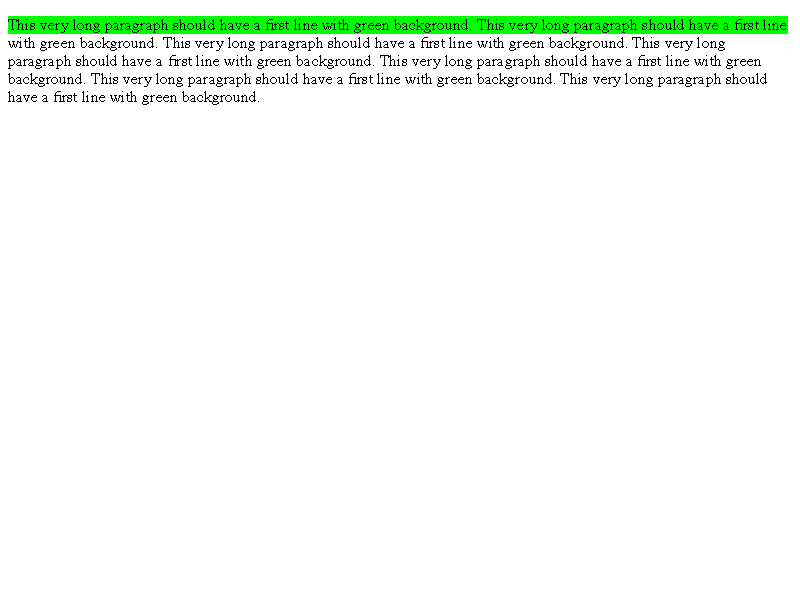 This very long paragraph should have a first line with green background. This very long paragraph should have a first line
with green background. This very long paragraph should have a first line with green background. This very long
paragraph should have a first line with green background. This very long paragraph should have a first line with green
background. This very long paragraph should have a first line with green background. This very long paragraph should
have a first line with green background.